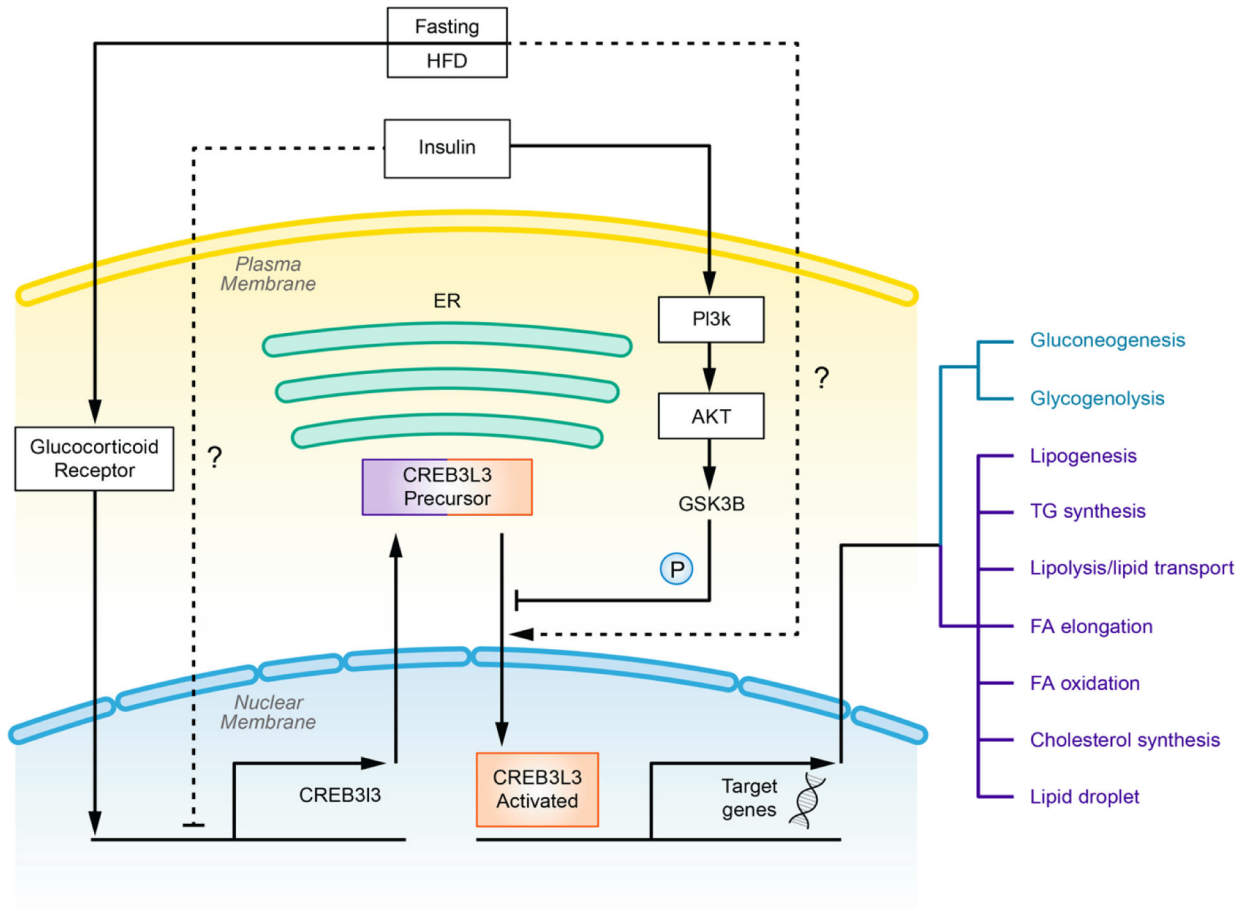 Fasting
HFD
Insulin
Plasma
Membrane
ER
PI3k
?
AKT
Glucocorticoid
Receptor
?
CREB3L3
Precursor
GSK3B
P
Nuclear
Membrane
CREB3l3
CREB3L3
Activated
Target
genes
Gluconeogenesis
Glycogenolysis
Lipogenesis
TG synthesis
Lipolysis/lipid transport
FA elongation
FA oxidation
Cholesterol synthesis
Lipid droplet